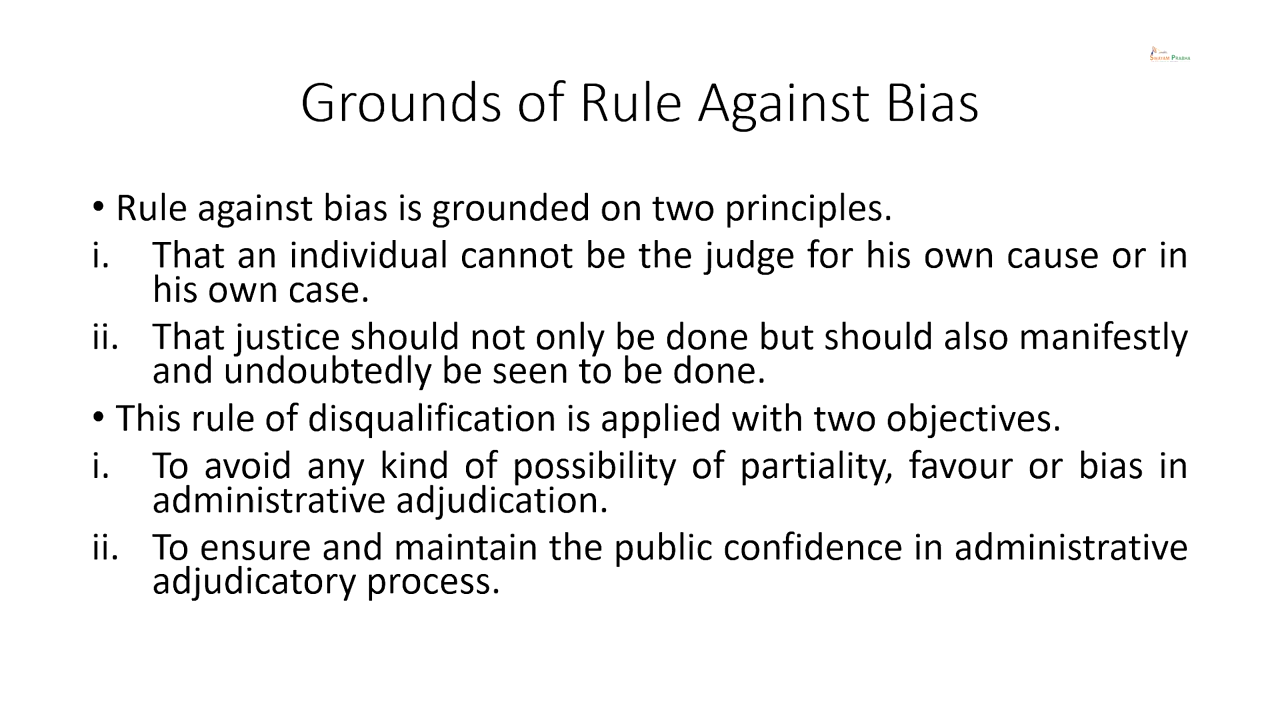 SWAYAM PRABHA
Grounds of Rule Against Bias
• Rule against bias is grounded on two principles.
i. That an individual cannot be the judge for his own cause or in
his own case.
ii. That justice should not only be done but should also manifestly
and undoubtedly be seen to be done.
• This rule of disqualification is applied with two objectives.
i. To avoid any kind of possibility of partiality, favour or bias in
administrative adjudication.
ii. To ensure and maintain the public confidence in administrative
adjudicatory process.